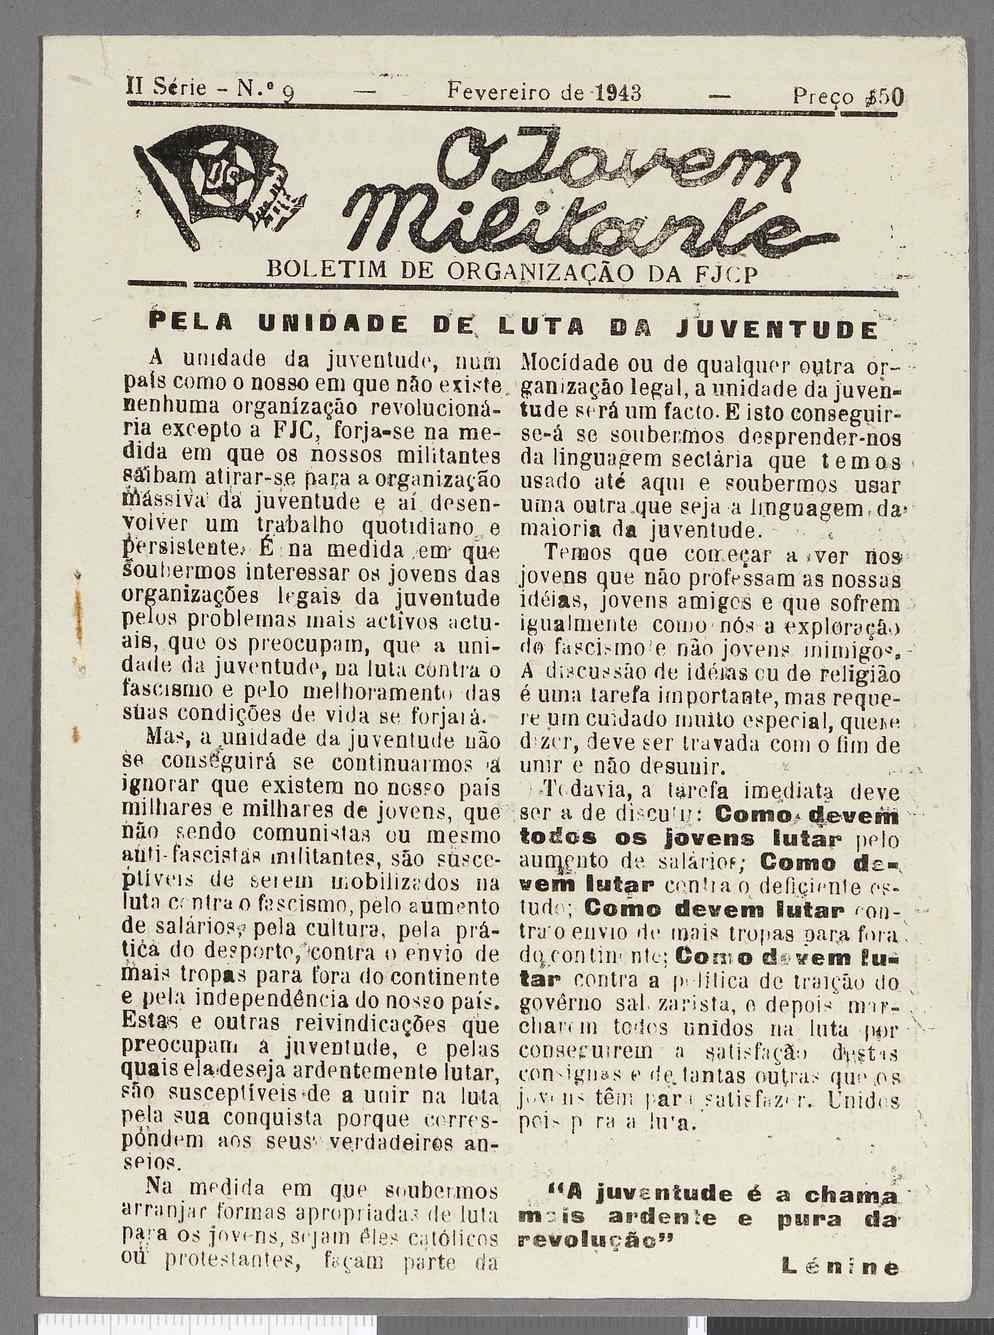 II Série - N.º 9 — Fevereiro de 1943 — Preço $50
O Jovem
Militante
BOLETIM DE ORGANIZAÇÃO DA FJCP
PELA UNIDADE DE LUTA DA JUVENTUDE
A unidade da juventude, num
país como o nosso em que não existe
nenhuma organização revolucioná-
ria excepto a FJC, forja-se na me-
dida em que os nossos militantes
sáibam atirar-se para a organização
mássiva da juventude e aí desen-
volver um trabalho quotidiano e
persistente. É na medida em que
soubermos interessar os jovens das
organizações legais da juventude
pelos problemas mais activos actu-
ais, que os preocupam, que a uni-
dade da juventude, na luta contra o
fascismo e pelo melhoramento das
suas condições de vida se forjará.
Mas, a unidade da juventude não
se conseguirá se continuarmos a
ignorar que existem no nosso país
milhares e milhares de jovens, que
não sendo comunistas ou mesmo
anti-fascistas militantes, são susce-
ptíveis de serem mobilizados na
luta contra o fascismo, pelo aumento
de salários, pela cultura, pela prá-
tica do desporto, contra o envio de
mais tropas para fora do continente
e pela independência do nosso país.
Estas e outras reivindicações que
preocupam a juventude, e pelas
quais ela deseja ardentemente lutar,
são susceptíveis de a unir na luta
pela sua conquista porque corres-
pondem aos seus verdadeiros an-
seios.
Na medida em que soubermos
arranjar formas apropriadas de luta
para os jovens, sejam êles católicos
ou protestantes, façam parte da
Mocidade ou de qualquer outra or-
ganização legal, a unidade da juven-
tude será um facto. E isto conseguir-
se-á se soubermos desprender-nos
da linguagem sectária que temos
usado até aqui e soubermos usar
uma outra que seja a linguagem da
maioria da juventude.
Temos que começar a ver nos
jovens que não professam as nossas
idéias, jovens amigos e que sofrem
igualmente como nós a exploração
do fascismo e não jovens inimigos.
A discussão de idéias ou de religião
é uma tarefa importante, mas reque-
re um cuidado muito especial, quere
dizer, deve ser travada com o fim de
unir e não desunir.
Todavia, a tarefa imediata deve
ser a de discutir: Como devem
todos os jovens lutar pelo
aumento de salários; Como de-
vem lutar contra o deficiente es-
tudo; Como devem lutar con-
tra o envio de mais tropas para fora
do continente; Como devem lu-
tar contra a política de traição do
govêrno salazarista, e depois mar-
charem todos unidos na luta por
conseguirem a satisfação destas
consignas e de tantas outras que os
jovens têm para satisfazer. Unidos
pois para a luta.
"A juventude é a chama
mais ardente e pura da
revolução"
Lénine